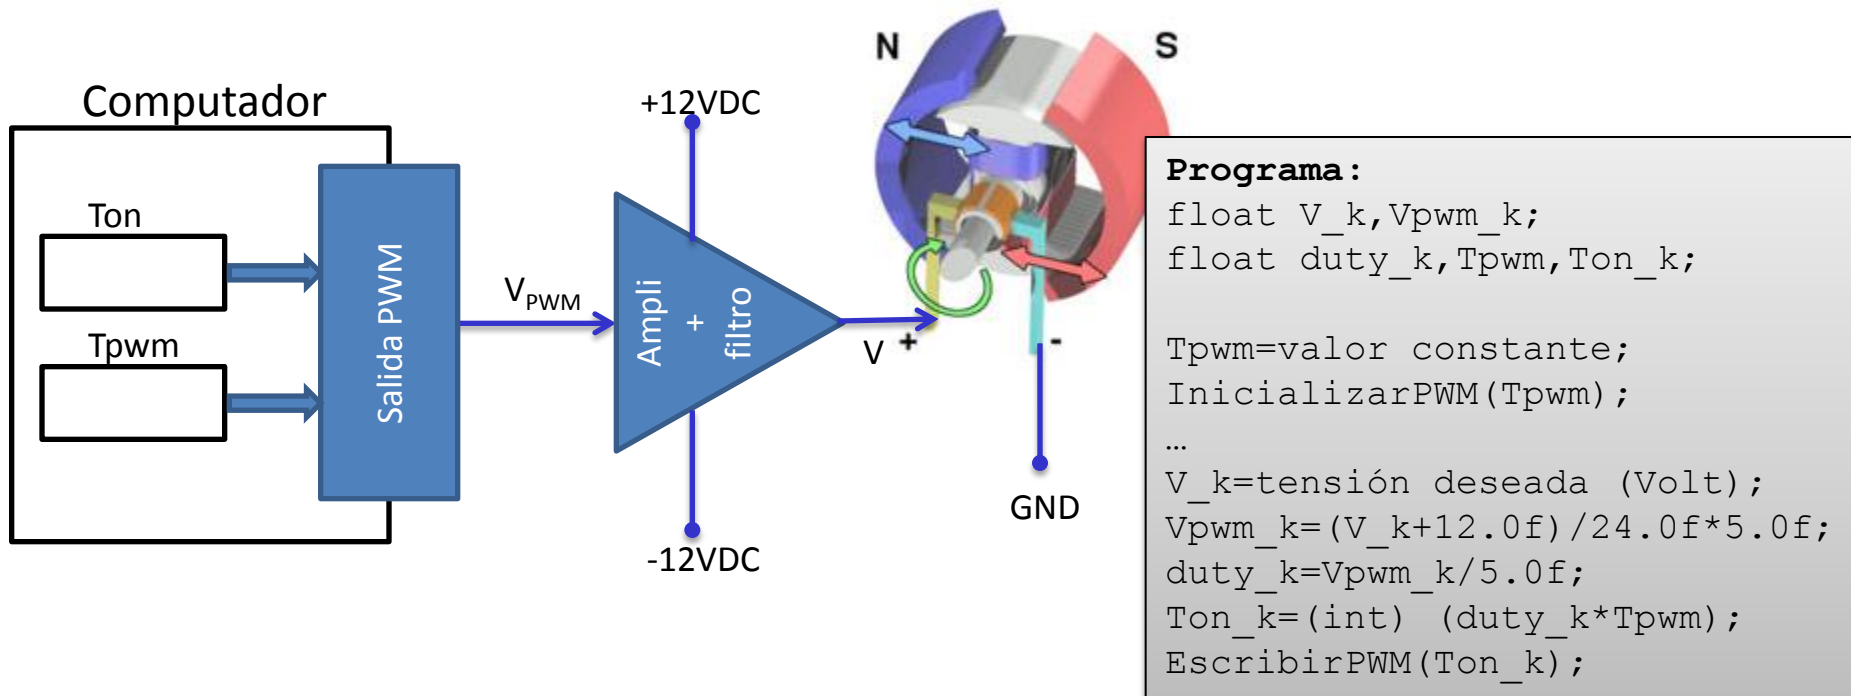 Computador
Ton
Tpwm
Salida PWM
VPWM
+12VDC
Ampli
+
filtro
-12VDC
V
+
-
GND
N
S
Programa:
float V_k,Vpwm_k;
float duty_k,Tpwm,Ton_k;
Tpwm=valor constante;
InicializarPWM(Tpwm);
…
V_k=tensión deseada (Volt);
Vpwm_k=(V_k+12.0f)/24.0f*5.0f;
duty_k=Vpwm_k/5.0f;
Ton_k=(int) (duty_k*Tpwm);
EscribirPWM(Ton_k);